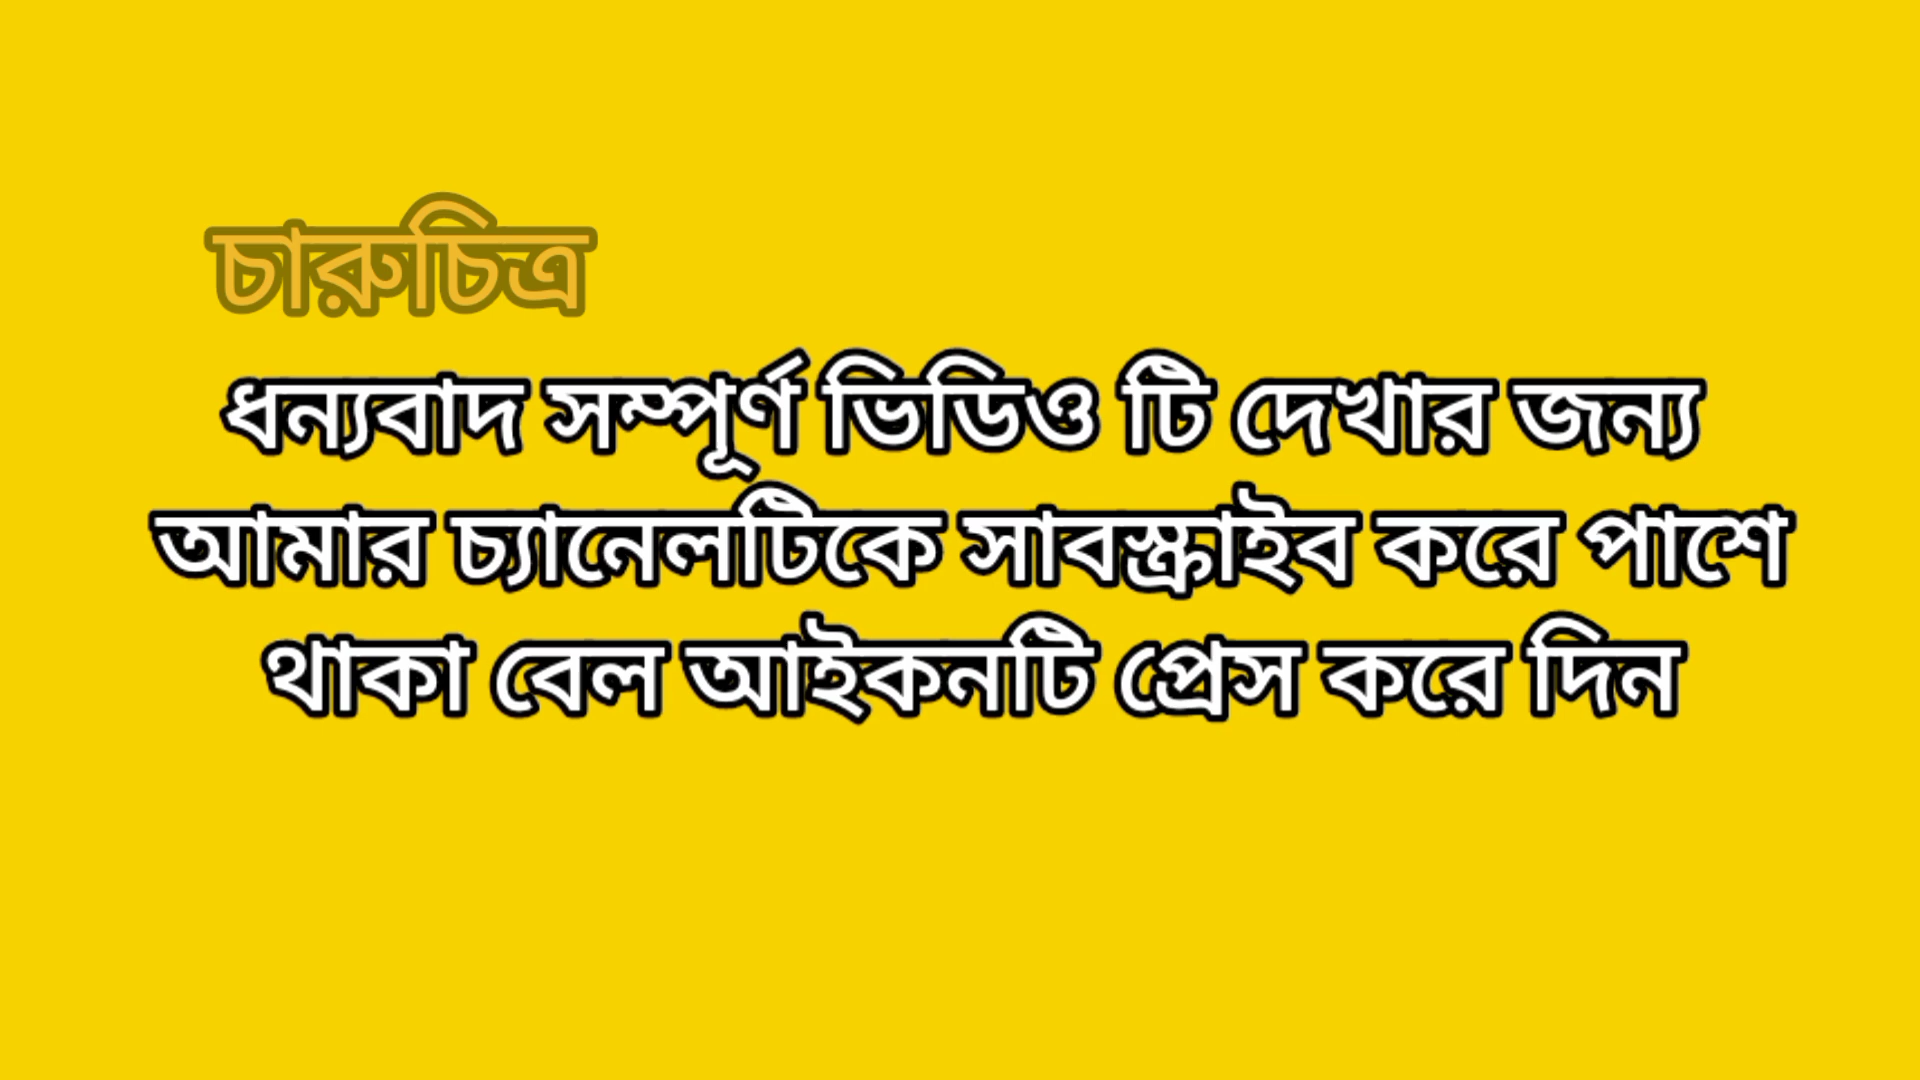 চারুচিত্র
ধন্যবাদ সম্পূর্ণ ভিডিও টি দেখার জন্য
আমার চ্যানেলটিকে সাবস্ক্রাইব করে পাশে
থাকা বেল আইকনটি প্রেস করে দিন